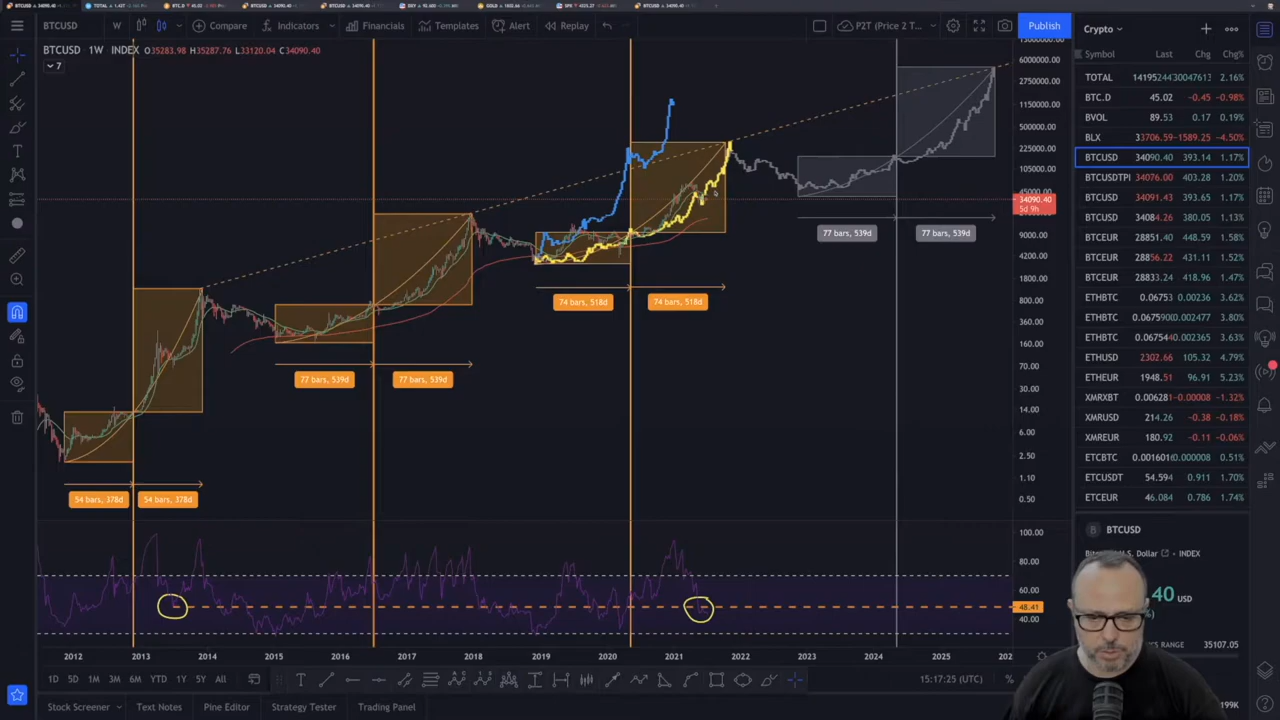 BTCUSD W Compare Indicators Financials Templates Alert Replay P2T (Price 2 T... Publish
BTCUSD 1W INDEX O35283.98 H35287.76 L33120.04 C34090.40
7
6000000.00
2750000.00
1150000.00
500000.00
225000.00
105000.00
45000.00
34090.40
5d 9h
9000.00
4200.00
1800.00
800.00
360.00
160.00
70.00
30.00
14.00
6.00
2.50
1.10
0.50
77 bars, 539d 77 bars, 539d
74 bars, 518d 74 bars, 518d
77 bars, 539d 77 bars, 539d
54 bars, 378d 54 bars, 378d
100.00
80.00
60.00
48.41
40.00
2012 2013 2014 2015 2016 2017 2018 2019 2020 2021 2022 2023 2024 2025 202
1D 5D 1M 3M 6M YTD 1Y 5Y All
15:17:25 (UTC) %
Stock Screener Text Notes Pine Editor Strategy Tester Trading Panel
Crypto
Symbol Last Chg Chg%
TOTAL 1419524430047613 2.16%
BTC.D 45.02 −0.45 −0.98%
BVOL 89.53 0.17 0.19%
BLX 33706.59 −1589.25 −4.50%
BTCUSD 34090.40 393.14 1.17%
BTCUSDTPI 34076.00 403.28 1.20%
BTCUSDT 34091.43 393.65 1.17%
BTCUSD 34084.26 380.05 1.13%
BTCEUR 28851.40 448.59 1.58%
BTCEUR 28856.22 431.11 1.52%
BTCEUR 28833.24 418.96 1.47%
ETHBTC 0.06753 0.00236 3.62%
ETHBTC 0.067590 0.002417 3.80%
ETHBTC 0.067544 0.002365 3.63%
ETHUSD 2302.66 105.32 4.79%
ETHEUR 1948.51 96.91 5.23%
XMRXBT 0.006281 −0.00008 −1.32%
XMRUSD 214.26 −0.38 −0.18%
XMREUR 180.92 −0.11 −0.06%
ETCBTC 0.0016016 0.000008 0.51%
ETCUSDT 54.594 0.911 1.70%
ETCEUR 46.084 0.786 1.74%
BTCUSD
U.S. Dollar INDEX
.40 USD
35107.05
199K